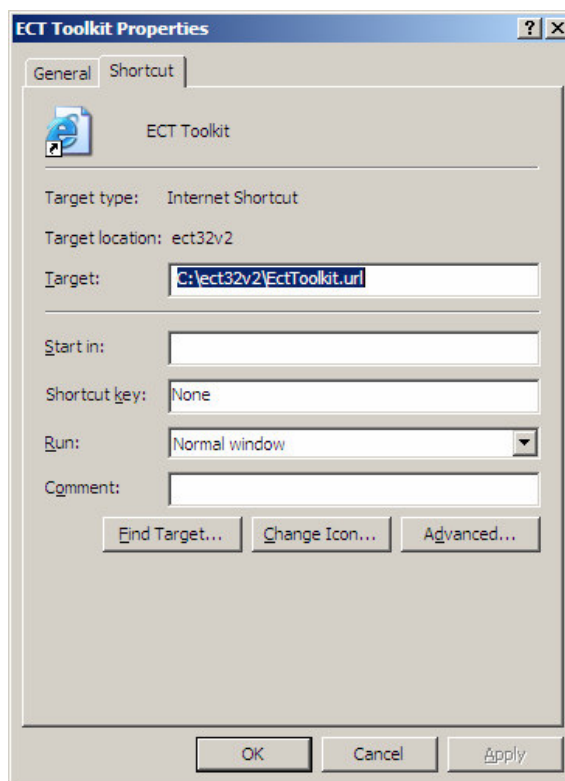 ECT Toolkit Properties
General Shortcut
ECT Toolkit
Target type: Internet Shortcut
Target location: ect32v2
Target: C:\ect32v2\EctToolkit.url
Start in:
Shortcut key: None
Run: Normal window
Comment:
Find Target... Change Icon... Advanced...
OK Cancel Apply